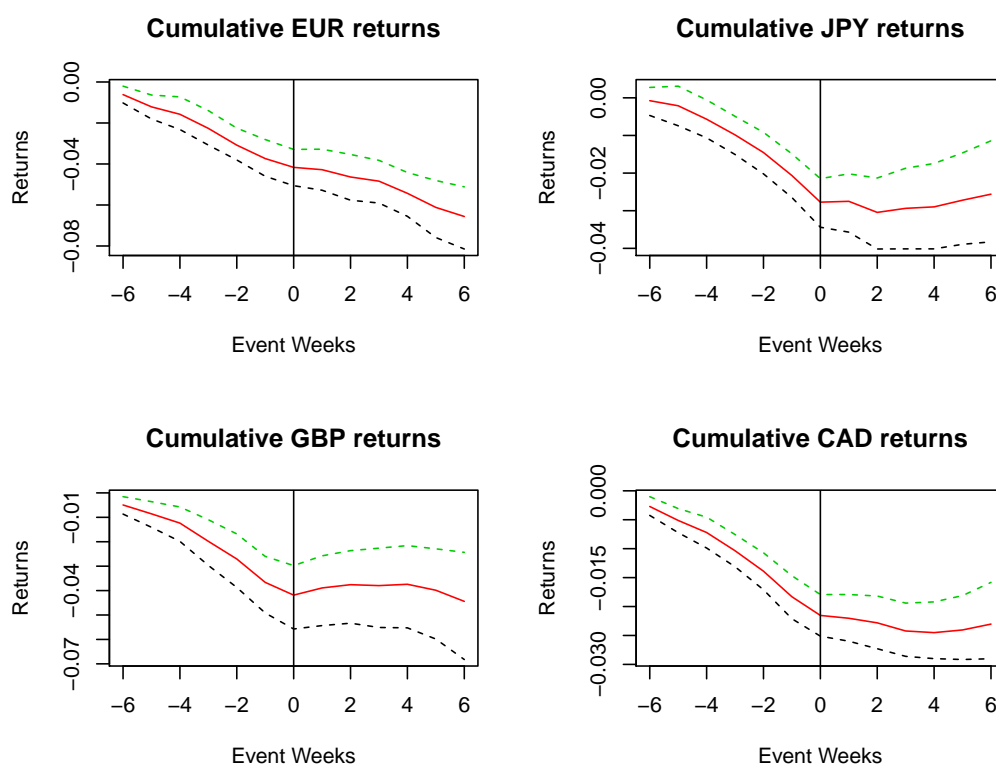 Cumulative EUR returns
Returns
0.00
−0.04
−0.08
−6 −4 −2 0 2 4 6
Event Weeks
Cumulative JPY returns
Returns
0.00
−0.02
−0.04
−6 −4 −2 0 2 4 6
Event Weeks
Cumulative GBP returns
Returns
−0.01
−0.04
−0.07
−6 −4 −2 0 2 4 6
Event Weeks
Cumulative CAD returns
Returns
0.000
−0.015
−0.030
−6 −4 −2 0 2 4 6
Event Weeks